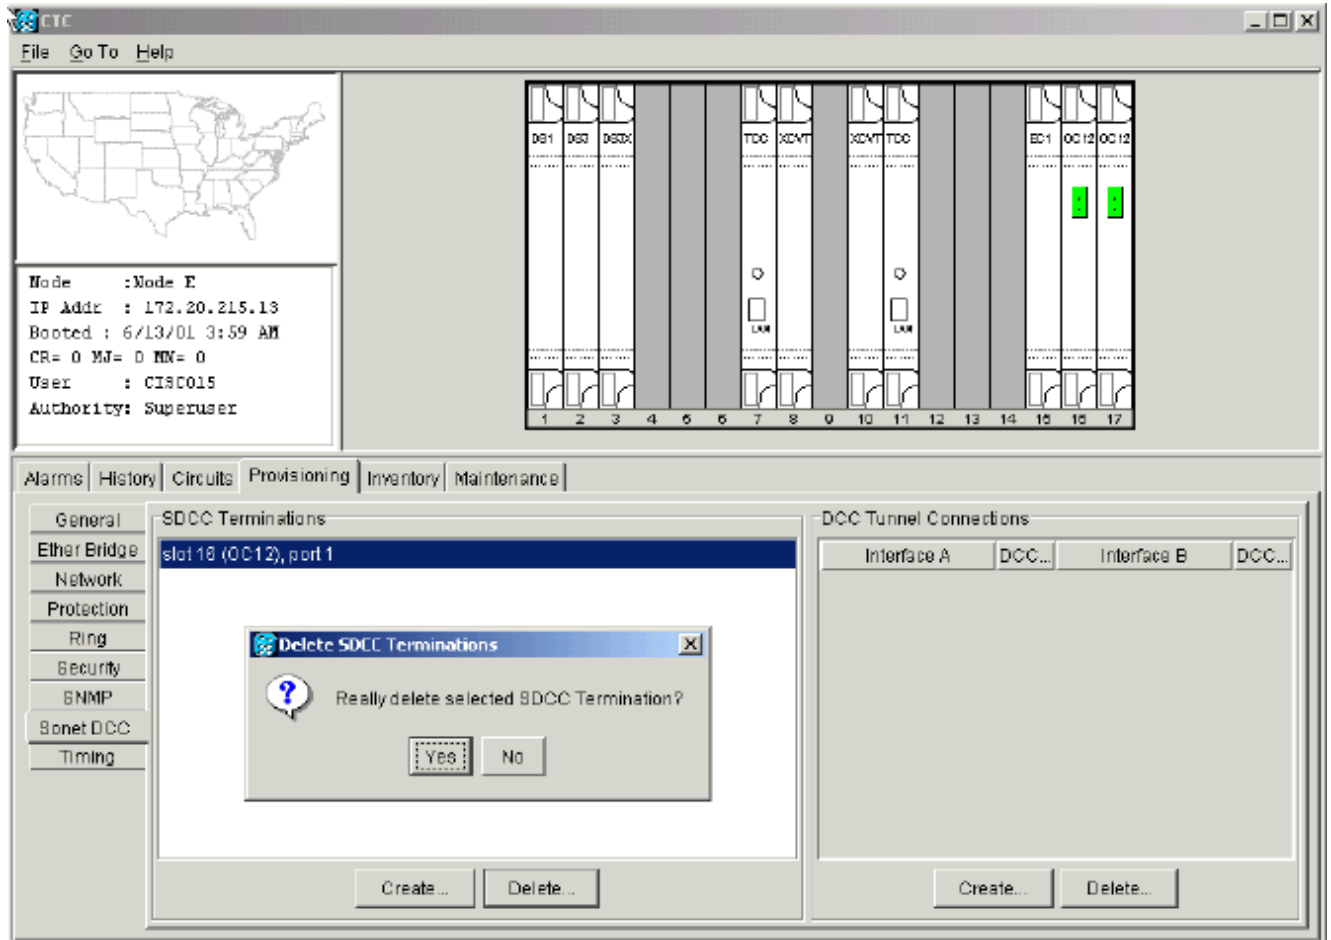 CTC
File Go To Help
DS1 DS3 TCC XCVT XCVT TCC EC1 OC12 OC12
LAN LAN
1 2 3 4 5 6 7 8 9 10 11 12 13 14 15 16 17
Node :Node E
IP Addr : 172.20.215.13
Booted : 6/13/01 3:59 AM
CR= 0 MJ= 0 MN= 0
User : CISCO15
Authority: Superuser
Alarms History Circuits Provisioning Inventory Maintenance
General
Ether Bridge
Network
Protection
Ring
Security
SNMP
Sonet DCC
Timing
SDCC Terminations
slot 16 (OC12), port 1
Delete SDCC Terminations
Really delete selected SDCC Termination?
Yes No
Create... Delete...
DCC Tunnel Connections
Interface A DCC... Interface B DCC...
Create... Delete...